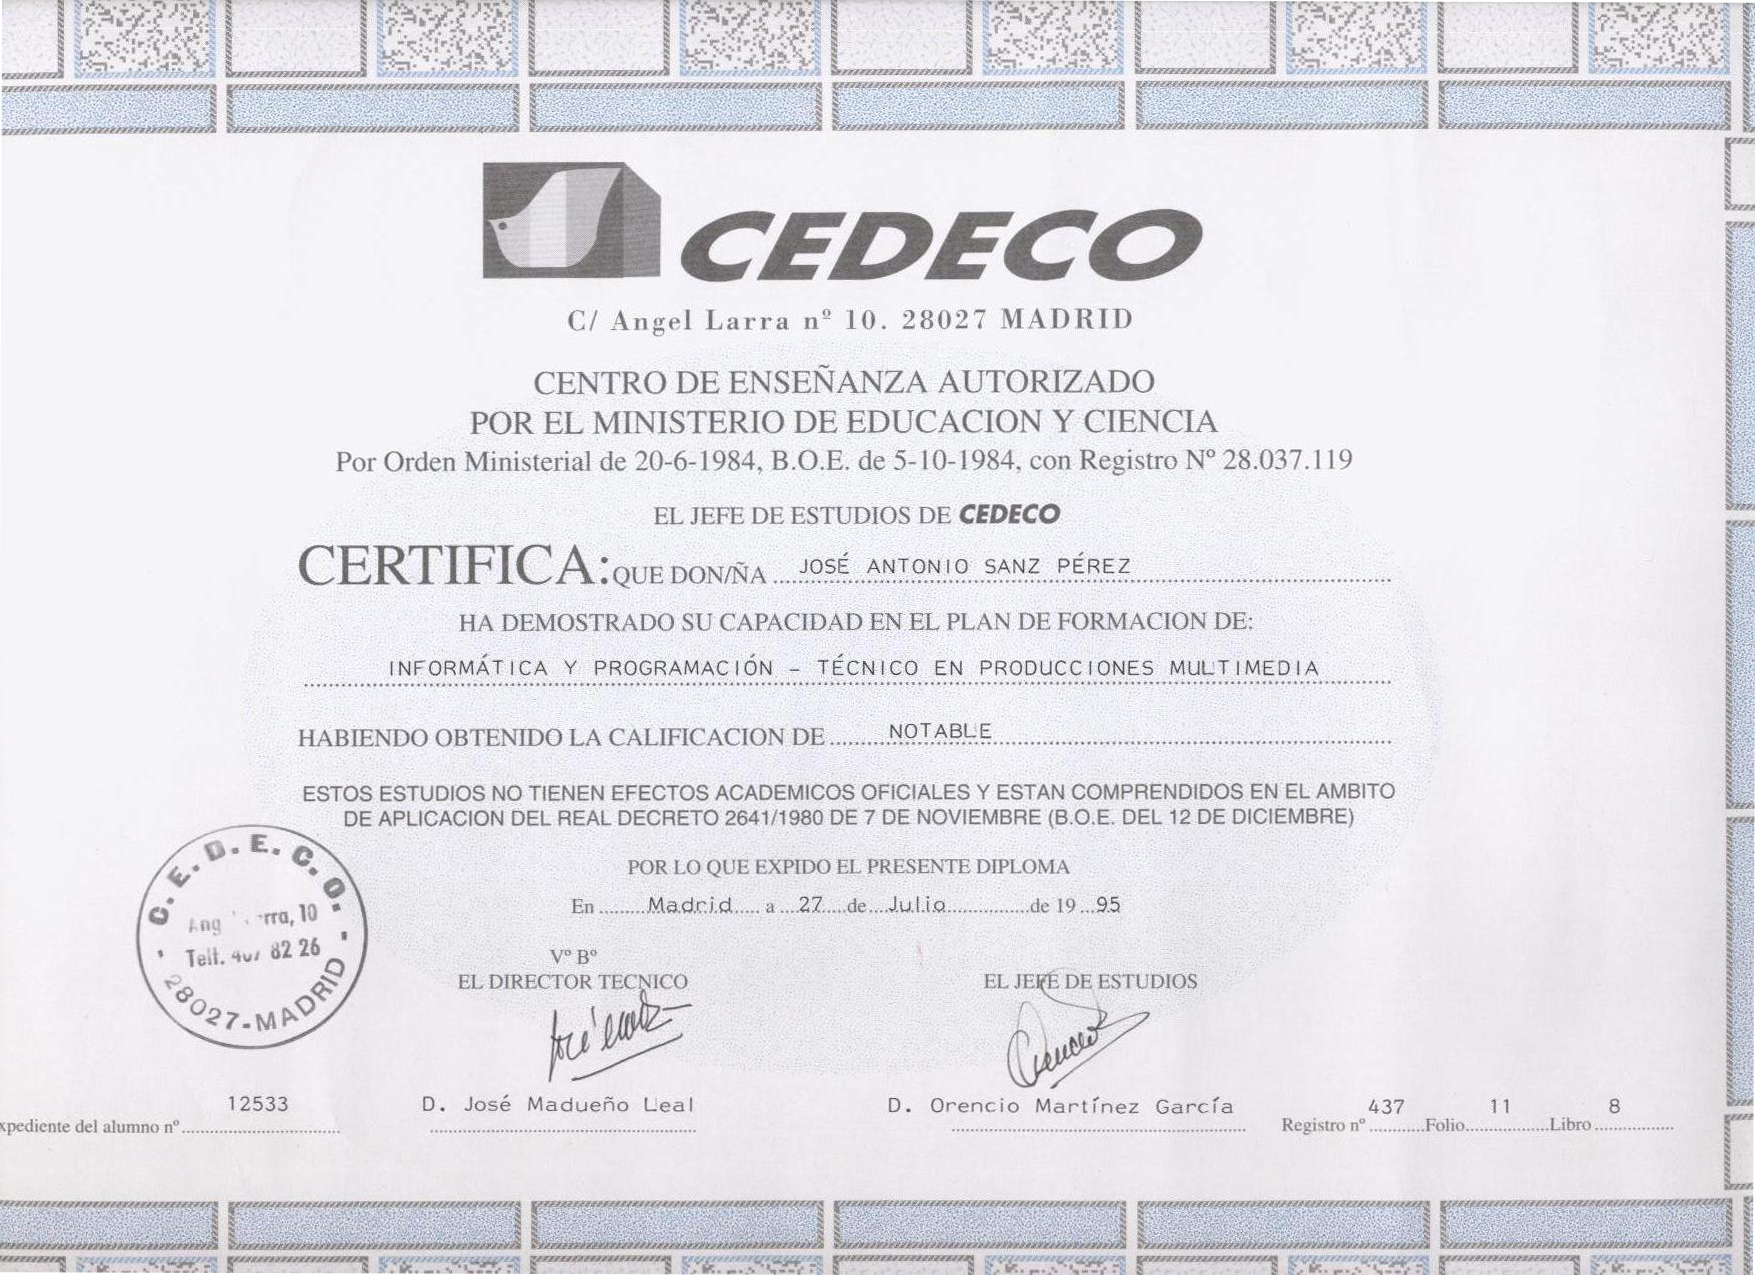 CEDECO
C/ Angel Larra nº 10. 28027 MADRID
CENTRO DE ENSEÑANZA AUTORIZADO
POR EL MINISTERIO DE EDUCACION Y CIENCIA
Por Orden Ministerial de 20-6-1984, B.O.E. de 5-10-1984, con Registro Nº 28.037.119
EL JEFE DE ESTUDIOS DE CEDECO
CERTIFICA: QUE DON/ÑA JOSÉ ANTONIO SANZ PÉREZ
HA DEMOSTRADO SU CAPACIDAD EN EL PLAN DE FORMACION DE:
INFORMÁTICA Y PROGRAMACIÓN - TÉCNICO EN PRODUCCIONES MULTIMEDIA
HABIENDO OBTENIDO LA CALIFICACION DE NOTABLE
ESTOS ESTUDIOS NO TIENEN EFECTOS ACADEMICOS OFICIALES Y ESTAN COMPRENDIDOS EN EL AMBITO
DE APLICACION DEL REAL DECRETO 2641/1980 DE 7 DE NOVIEMBRE (B.O.E. DEL 12 DE DICIEMBRE)
POR LO QUE EXPIDO EL PRESENTE DIPLOMA
En Madrid a 27 de Julio de 19 95
C.E.D.E.C.O.
10
Telf. 82 26
28027-MADRID
Vº Bº
EL DIRECTOR TECNICO
EL JEFE DE ESTUDIOS
D. José Madueño Leal
D. Orencio Martínez García
xpediente del alumno nº 12533
Registro nº 437 Folio 11 Libro 8